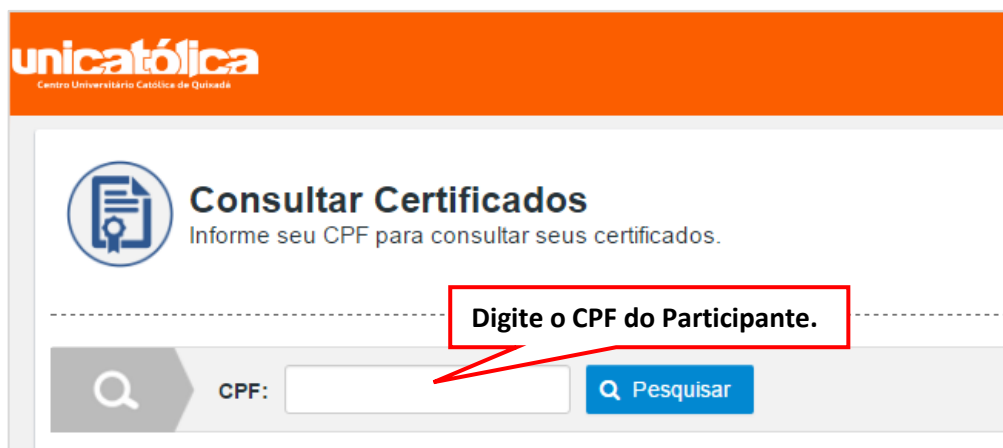 unicatólica
Centro Universitário Católica de Quixadá
Consultar Certificados
Informe seu CPF para consultar seus certificados.
Digite o CPF do Participante.
CPF:
Pesquisar